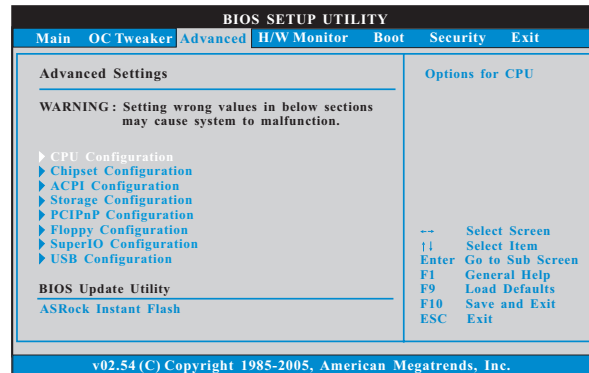 BIOS SETUP UTILITY
Main OC Tweaker Advanced H/W Monitor Boot Security Exit
Advanced Settings
WARNING : Setting wrong values in below sections
may cause system to malfunction.
CPU Configuration
Chipset Configuration
ACPI Configuration
Storage Configuration
PCIPnP Configuration
Floppy Configuration
SuperIO Configuration
USB Configuration
BIOS Update Utility
ASRock Instant Flash
Options for CPU
←→ Select Screen
↑↓ Select Item
Enter Go to Sub Screen
F1 General Help
F9 Load Defaults
F10 Save and Exit
ESC Exit
v02.54 (C) Copyright 1985-2005, American Megatrends, Inc.